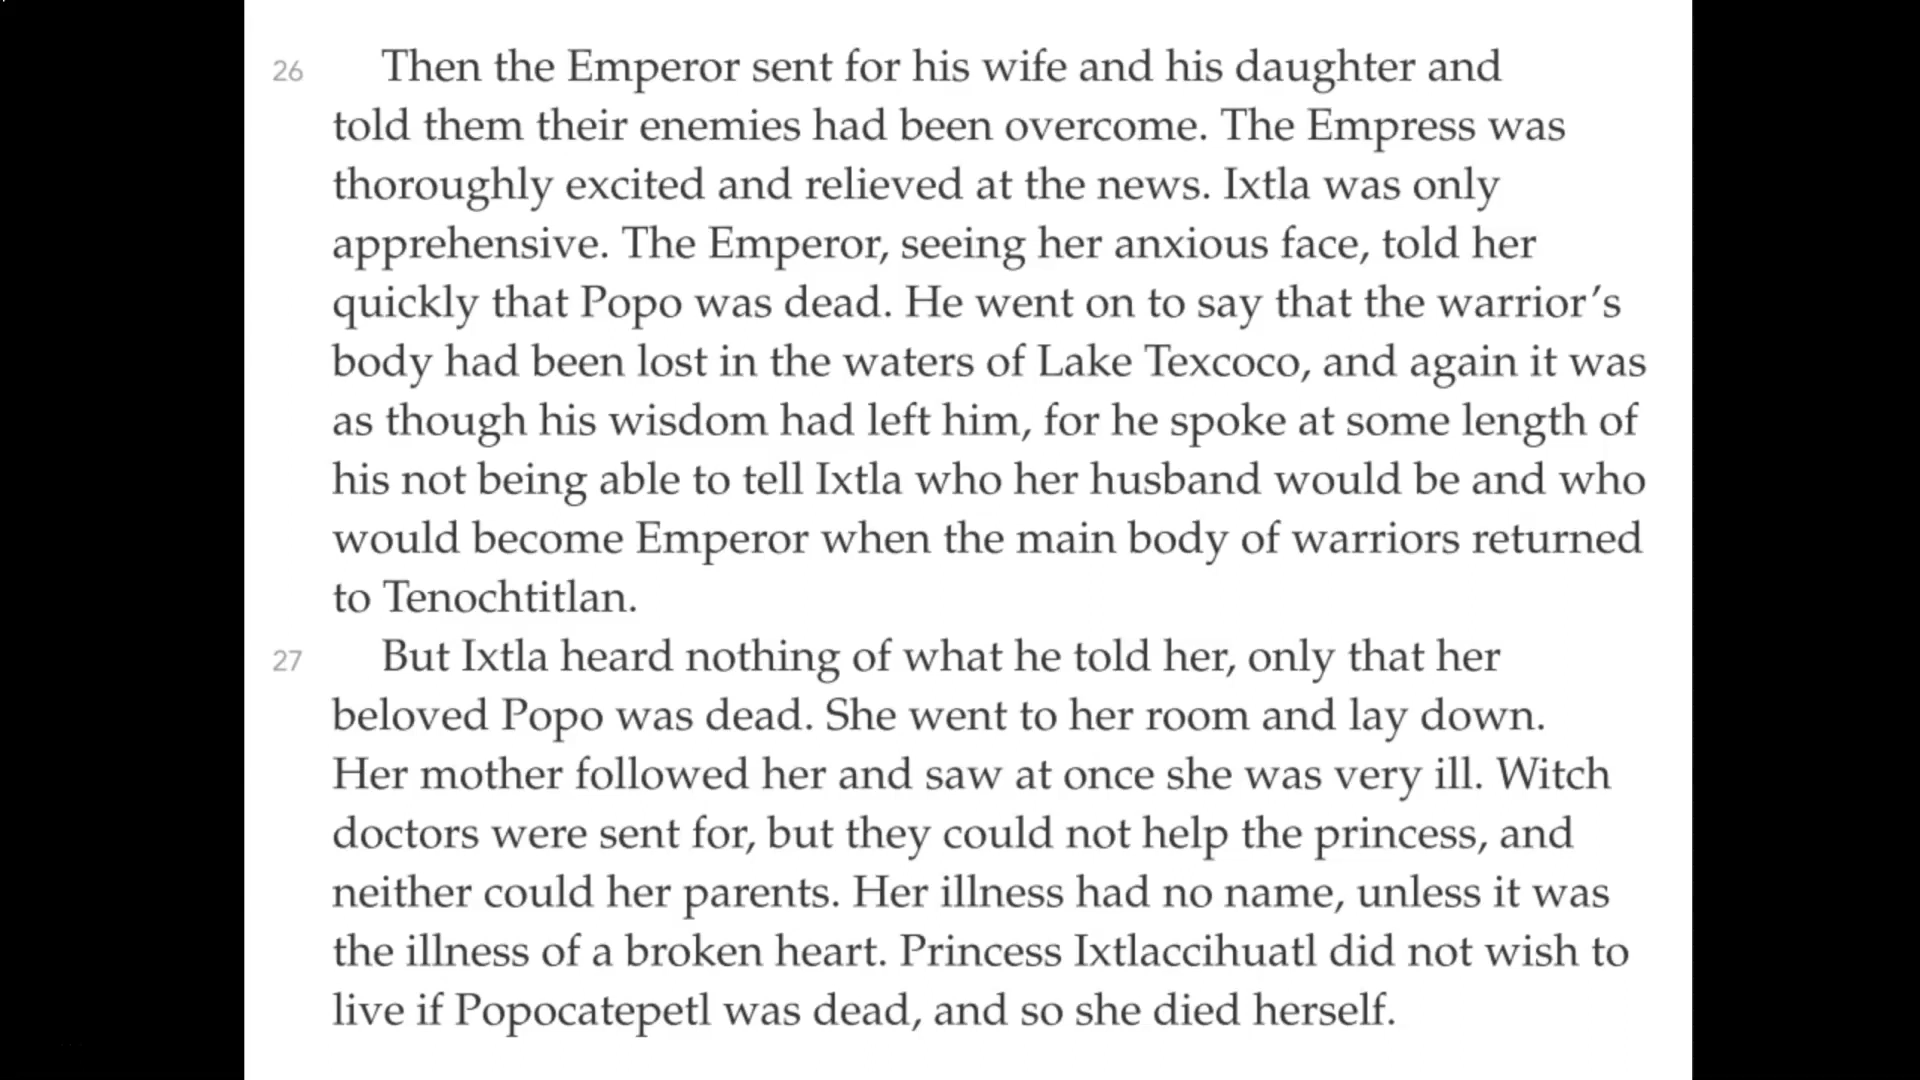 26 Then the Emperor sent for his wife and his daughter and
told them their enemies had been overcome. The Empress was
thoroughly excited and relieved at the news. Ixtla was only
apprehensive. The Emperor, seeing her anxious face, told her
quickly that Popo was dead. He went on to say that the warrior’s
body had been lost in the waters of Lake Texcoco, and again it was
as though his wisdom had left him, for he spoke at some length of
his not being able to tell Ixtla who her husband would be and who
would become Emperor when the main body of warriors returned
to Tenochtitlan.
27 But Ixtla heard nothing of what he told her, only that her
beloved Popo was dead. She went to her room and lay down.
Her mother followed her and saw at once she was very ill. Witch
doctors were sent for, but they could not help the princess, and
neither could her parents. Her illness had no name, unless it was
the illness of a broken heart. Princess Ixtlaccihuatl did not wish to
live if Popocatepetl was dead, and so she died herself.